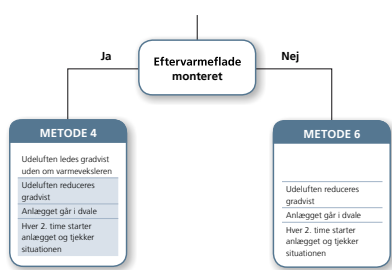 Ja
Eftervarmeflade
monteret
Nej
METODE 4
Udeluften ledes gradvist
uden om varmeveksleren
Udeluften reduceres
gradvist
Anlægget går i dvale
Hver 2. time starter
anlægget og tjekker
situationen
METODE 6
Udeluften reduceres
gradvist
Anlægget går i dvale
Hver 2. time starter
anlægget og tjekker
situationen